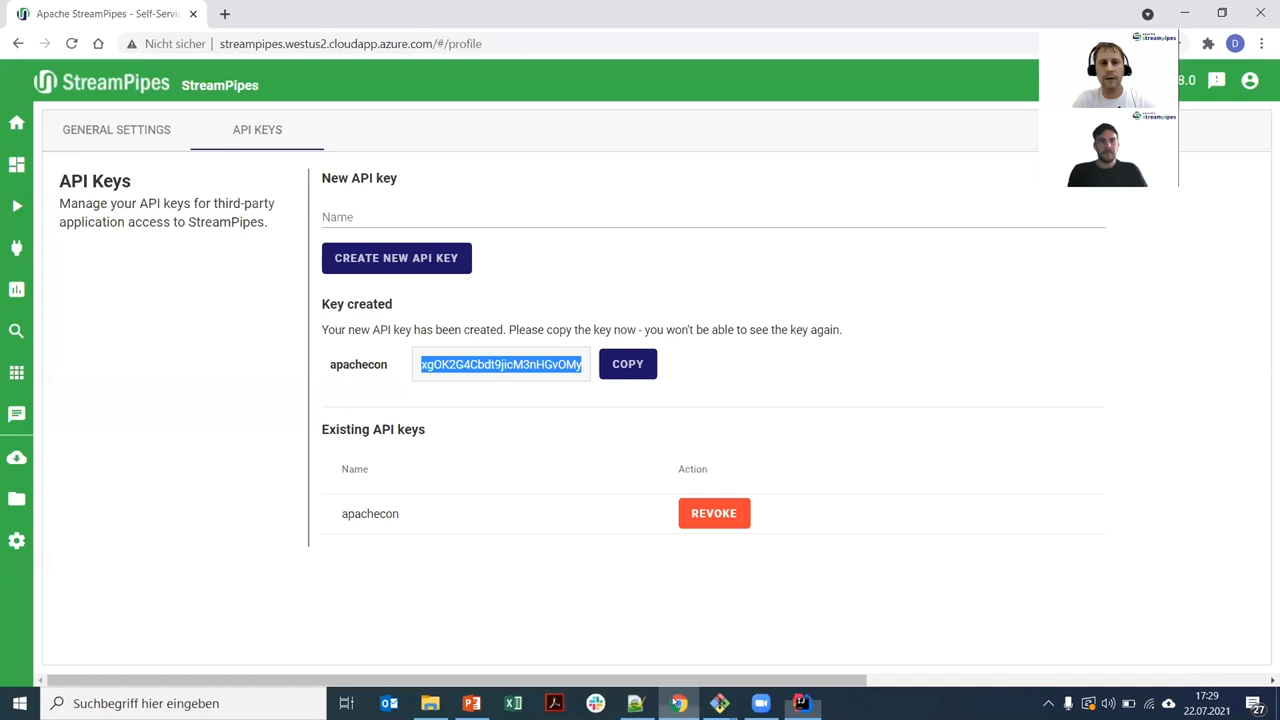 Apache StreamPipes - Self-Servic
Nicht sicher
streampipes.westus2.cloudapp.azure.com/#/profile
D
StreamPipes StreamPipes
8.0
GENERAL SETTINGS
API KEYS
API Keys
Manage your API keys for third-party
application access to StreamPipes.
New API key
Name
CREATE NEW API KEY
Key created
Your new API key has been created. Please copy the key now - you won't be able to see the key again.
apachecon
xgOK2G4Cbdt9jicM3nHGvOMy
COPY
Existing API keys
Name
Action
apachecon
REVOKE
Suchbegriff hier eingeben
17:29
22.07.2021
27